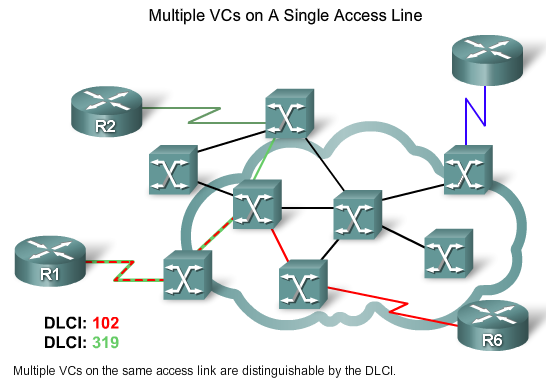 Multiple VCs on A Single Access Line
R2
R1
DLCI: 102
DLCI: 319
R6
Multiple VCs on the same access link are distinguishable by the DLCI.